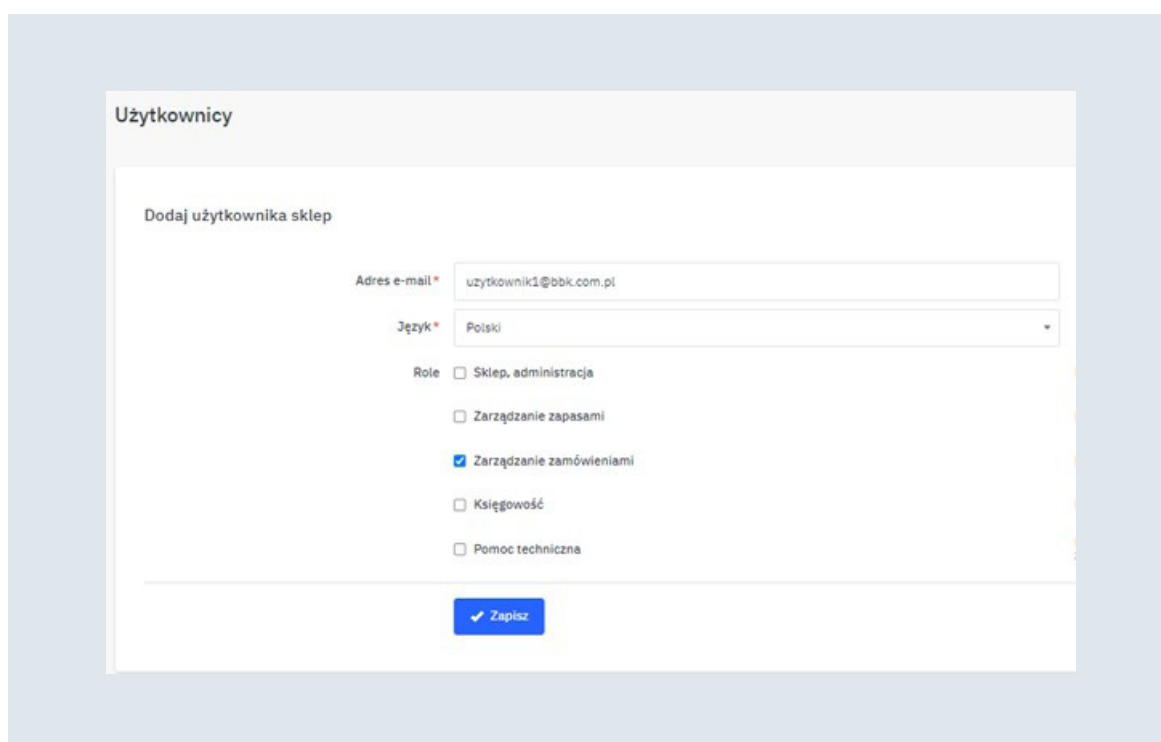 Użytkownicy
Dodaj użytkownika sklep
Adres e-mail*
uzytkownik1@bbk.com.pl
Język*
Polski
Role
Sklep, administracja
Zarządzanie zapasami
Zarządzanie zamówieniami
Księgowość
Pomoc techniczna
Zapisz